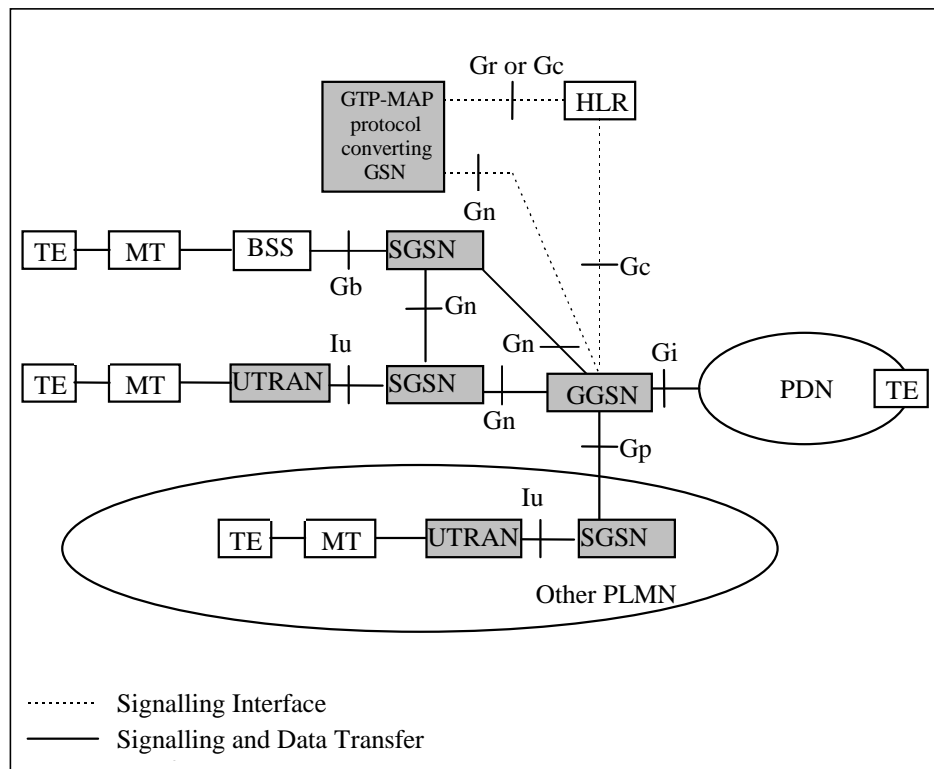 Gr or Gc
GTP-MAP
protocol
converting
GSN
HLR
Gn
TE
MT
BSS
SGSN
Gb
Gc
Gn
Gn
Iu
Gi
TE
MT
UTRAN
SGSN
Gn
GGSN
PDN
TE
Gp
Iu
TE
MT
UTRAN
SGSN
Other PLMN
Signalling Interface
Signalling and Data Transfer